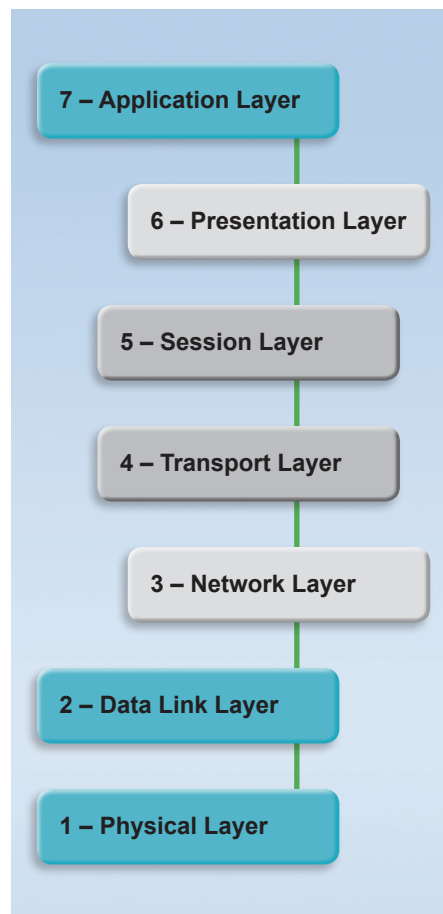 7 – Application Layer
6 – Presentation Layer
5 – Session Layer
4 – Transport Layer
3 – Network Layer
2 – Data Link Layer
1 – Physical Layer